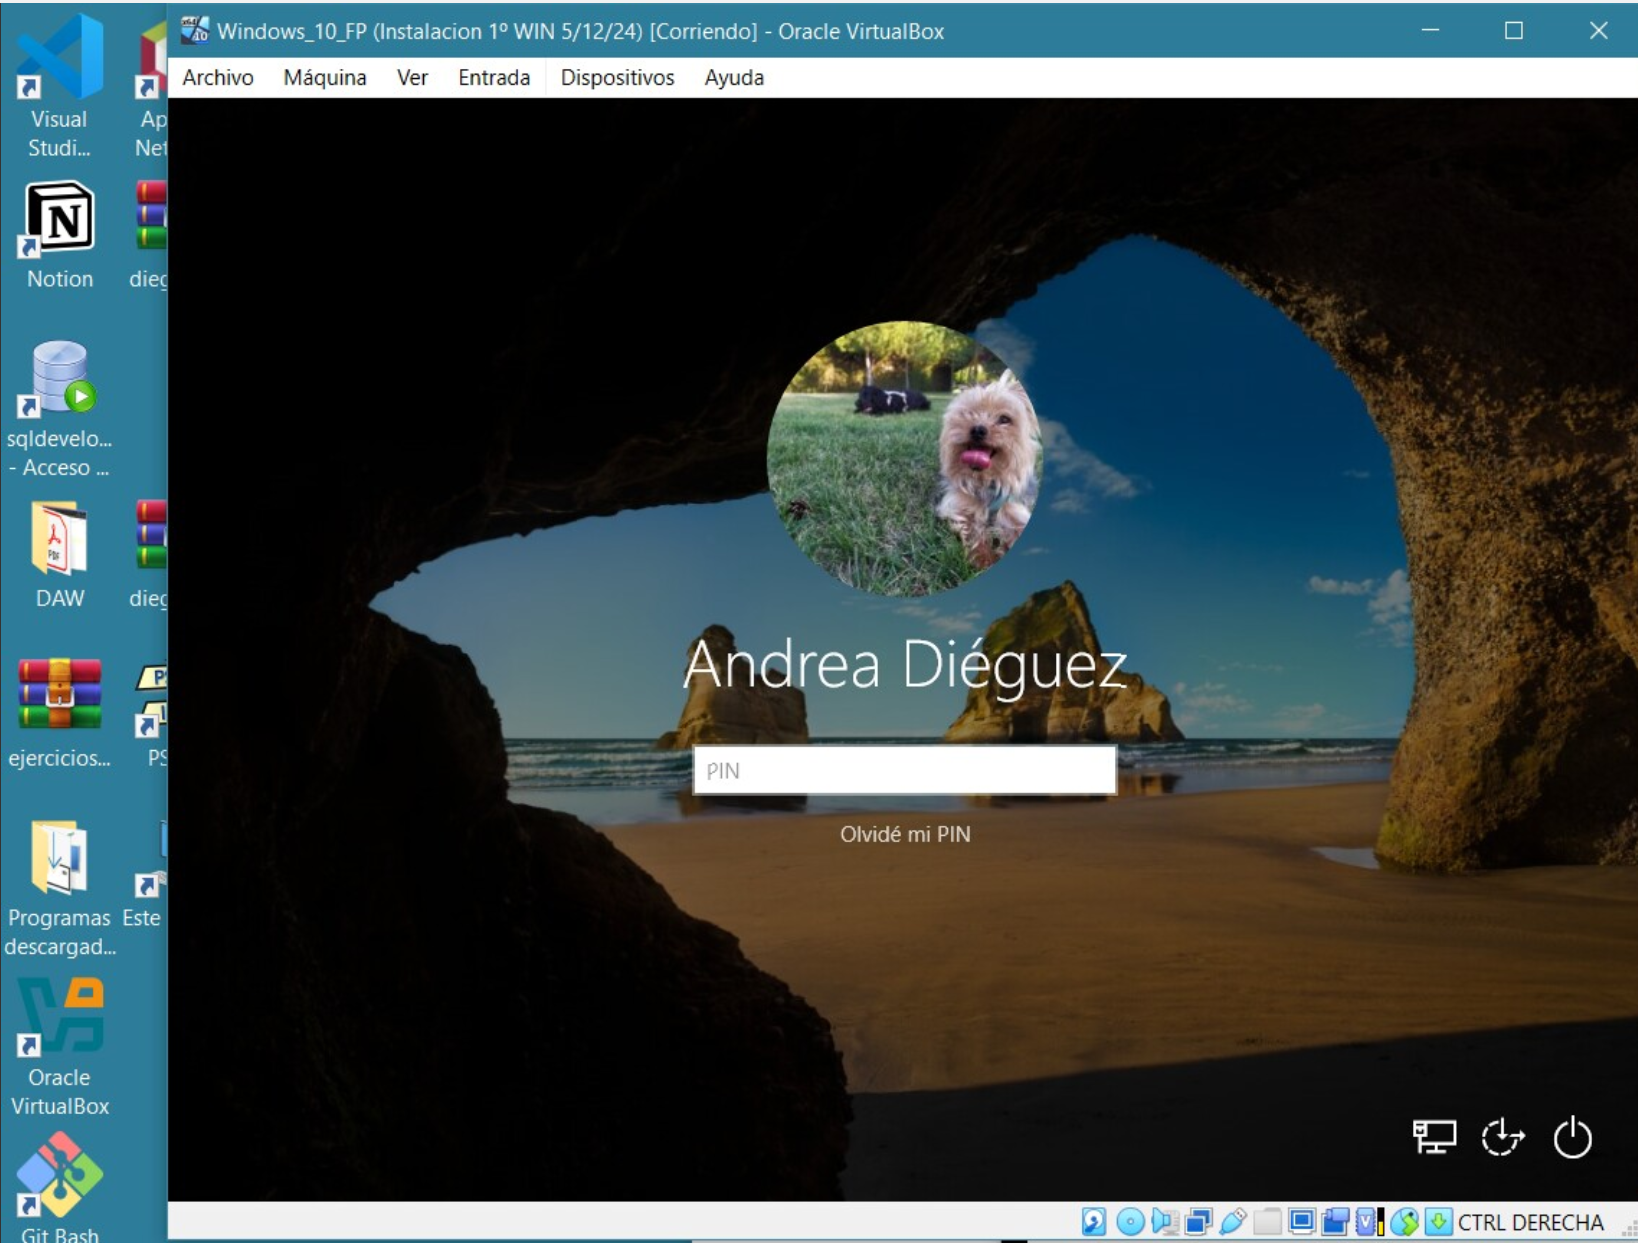 Windows_10_FP (Instalacion 1º WIN 5/12/24) [Corriendo] - Oracle VirtualBox
Archivo Máquina Ver Entrada Dispositivos Ayuda
Visual
Studi...
Ap
Net
Notion
dieg
sqldevelo...
- Acceso ...
DAW
dieg
ejercicios...
PS
Programas
descargad...
Este
Oracle
VirtualBox
Git Bash
Andrea Diéguez
PIN
Olvidé mi PIN
CTRL DERECHA